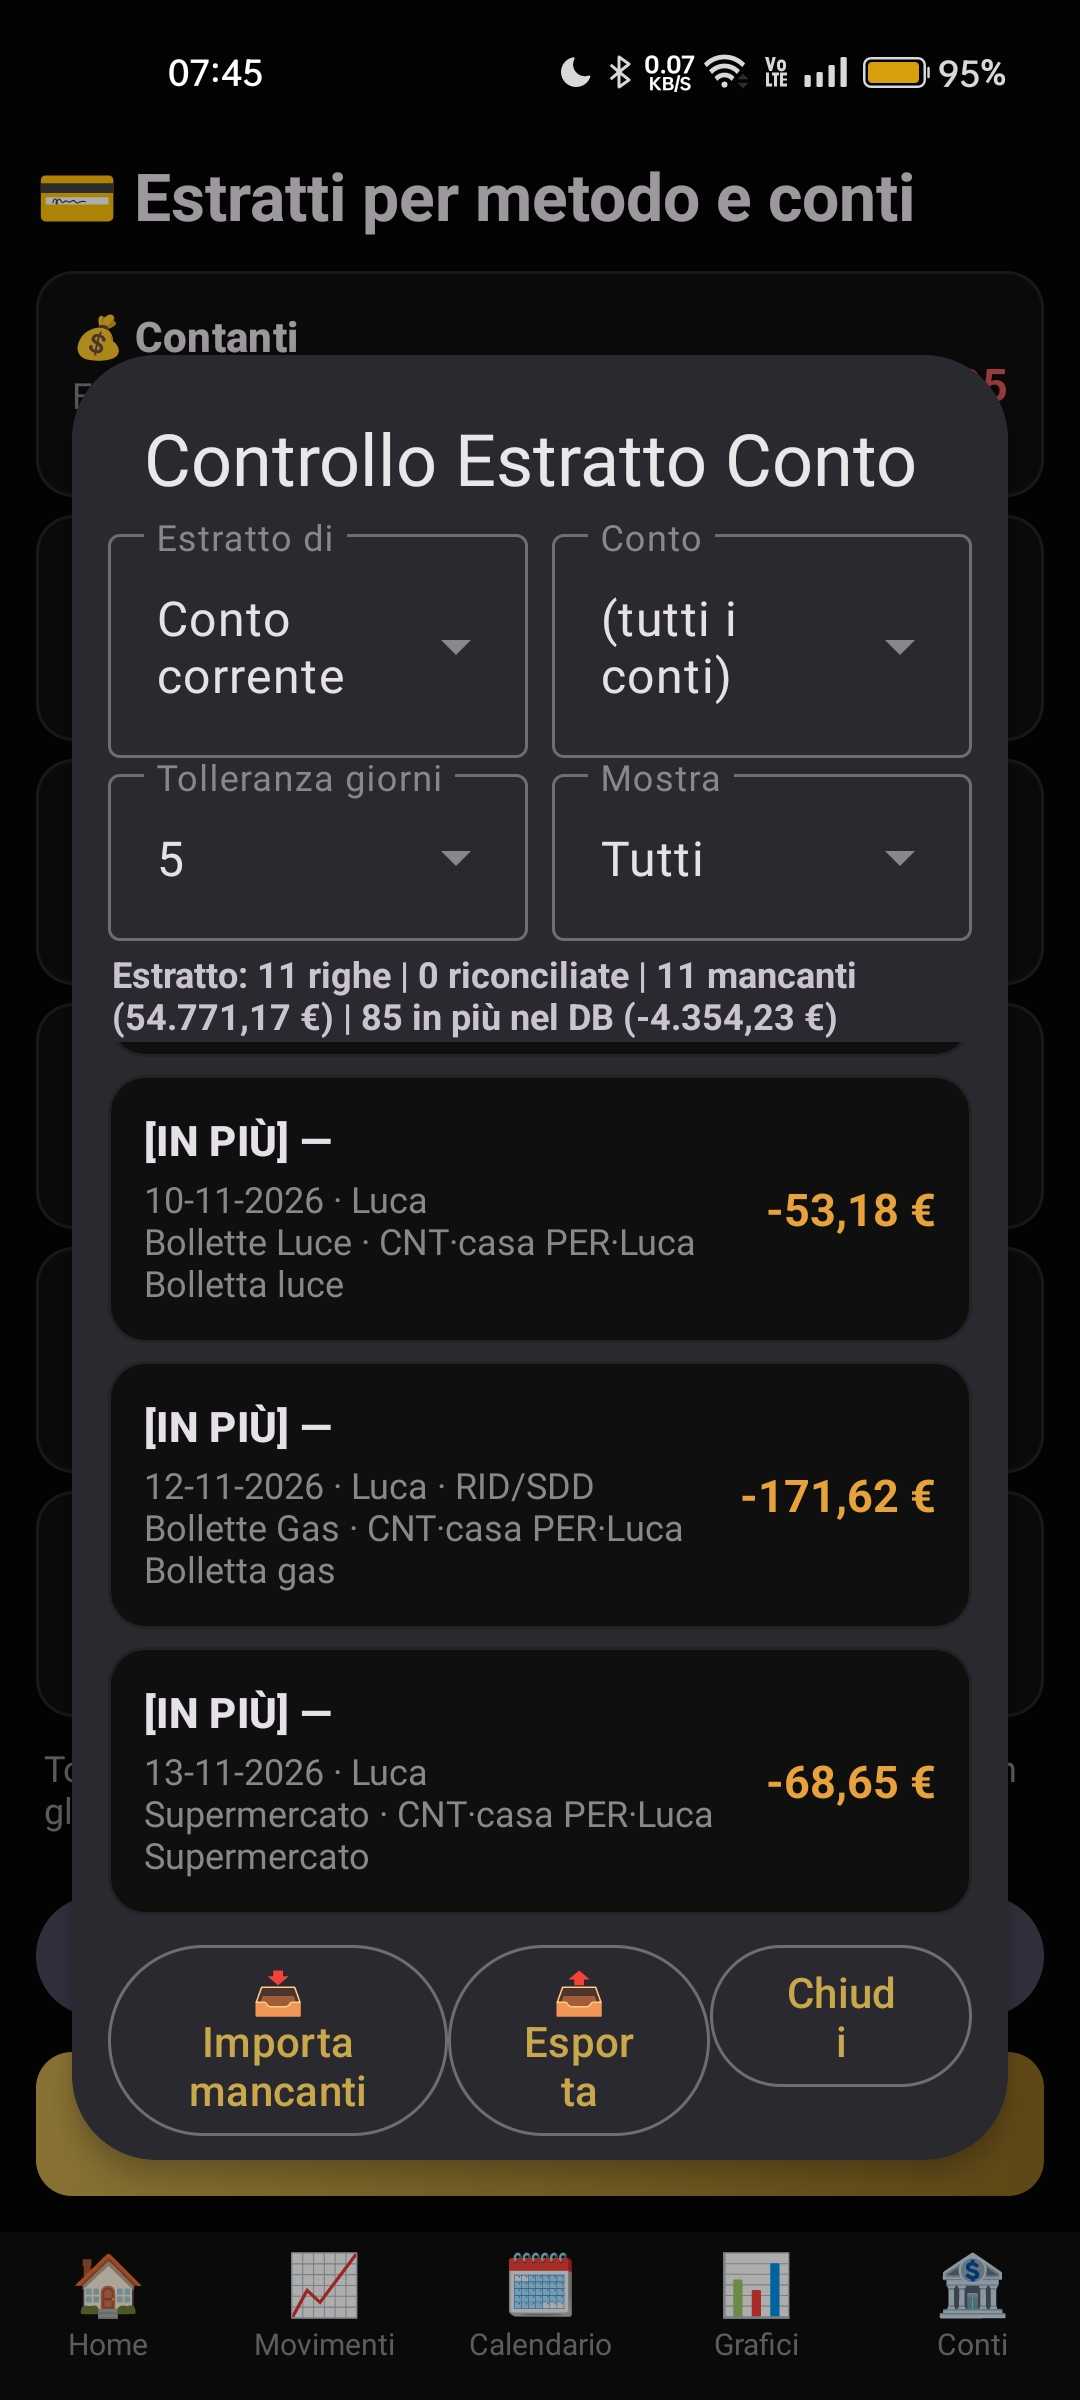 07:45
0.07 KB/S
Vo LTE
95%
Estratti per metodo e conti
Contanti
Controllo Estratto Conto
Estratto di
Conto corrente
Conto
(tutti i conti)
Tolleranza giorni
5
Mostra
Tutti
Estratto: 11 righe | 0 riconciliate | 11 mancanti
(54.771,17 €) | 85 in più nel DB (-4.354,23 €)
[IN PIÙ] —
10-11-2026 · Luca
-53,18 €
Bollette Luce · CNT·casa PER·Luca
Bolletta luce
[IN PIÙ] —
12-11-2026 · Luca · RID/SDD
-171,62 €
Bollette Gas · CNT·casa PER·Luca
Bolletta gas
[IN PIÙ] —
13-11-2026 · Luca
-68,65 €
Supermercato · CNT·casa PER·Luca
Supermercato
Importa
mancanti
Espor
ta
Chiud
i
Home
Movimenti
Calendario
Grafici
Conti